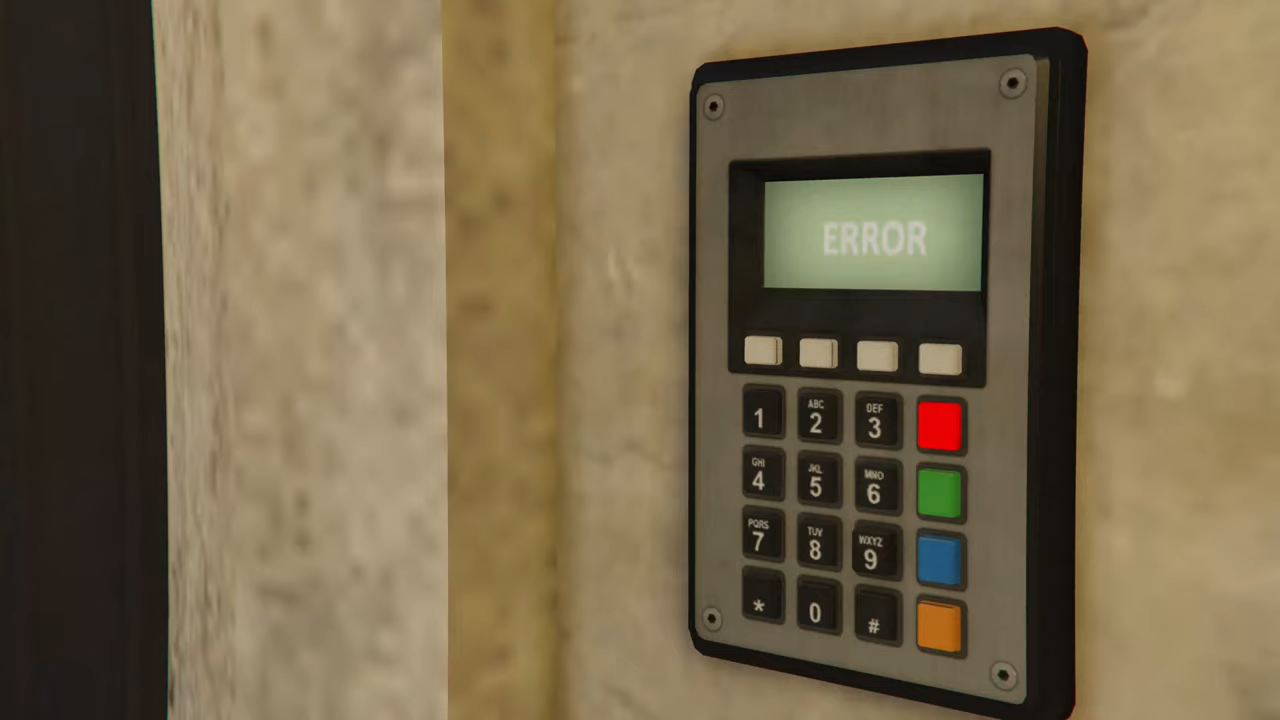 ERROR
1 ABC 2 DEF 3
GHI 4 JKL 5 MNO 6
PQRS 7 TUV 8 WXYZ 9
* 0 #